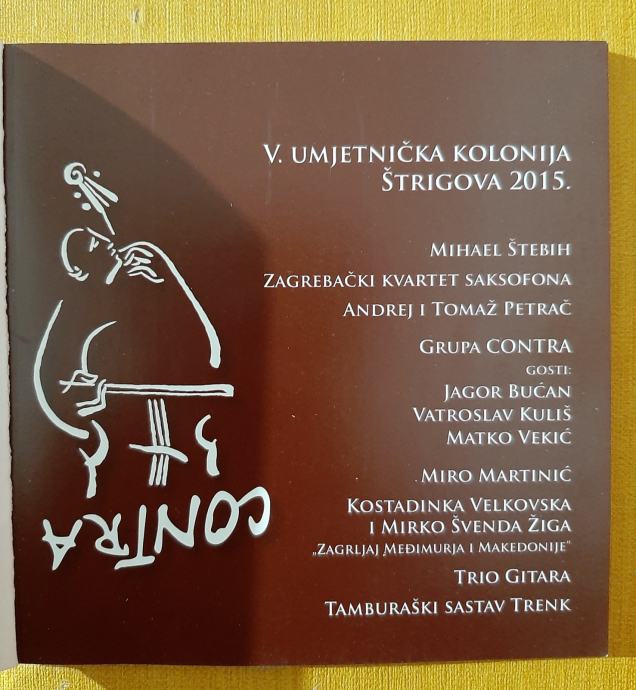 V. UMJETNIČKA KOLONIJA
ŠTRIGOVA 2015.
MIHAEL ŠTEBIH
ZAGREBAČKI KVARTET SAKSOFONA
ANDREJ I TOMAŽ PETRAČ
GRUPA CONTRA
GOSTI:
JAGOR BUĆAN
VATROSLAV KULIŠ
MATKO VEKIĆ
MIRO MARTINIĆ
KOSTADINKA VELKOVSKA
I MIRKO ŠVENDA ŽIGA
„ZAGRLJAJ MEĐIMURJA I MAKEDONIJE"
TRIO GITARA
TAMBURAŠKI SASTAV TRENK
CONTRA